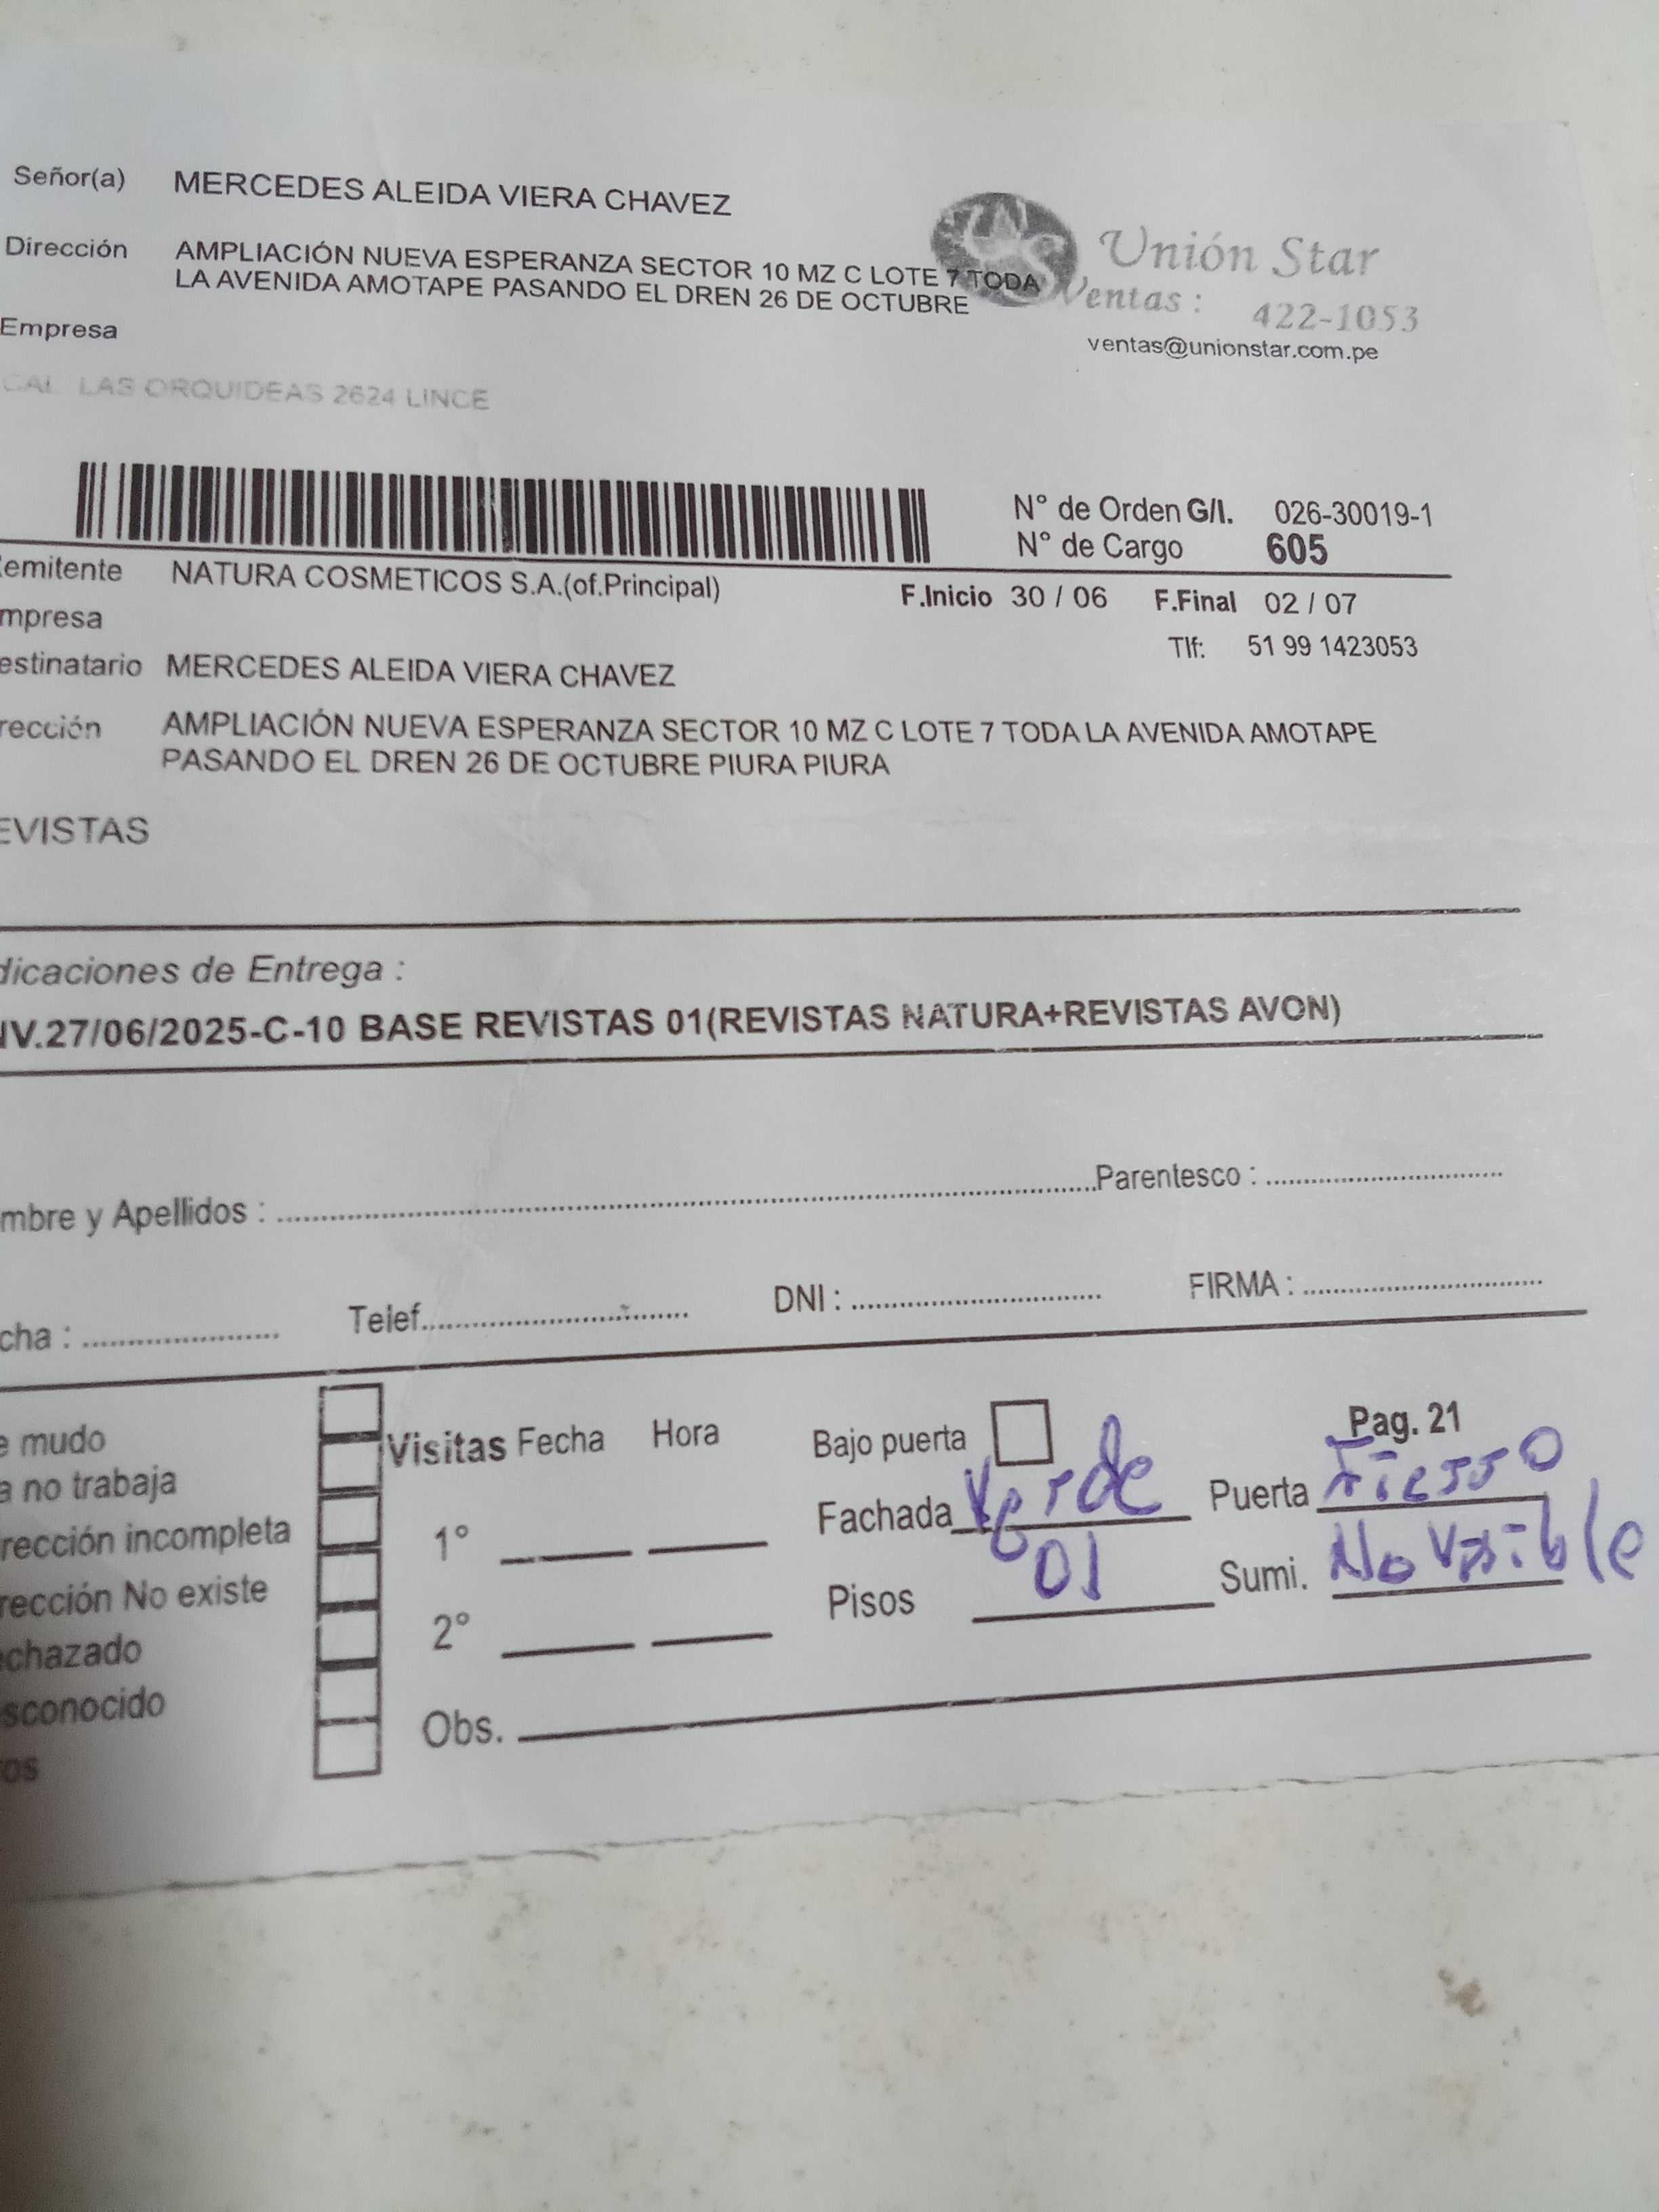 Señor(a) MERCEDES ALEIDA VIERA CHAVEZ
Dirección AMPLIACIÓN NUEVA ESPERANZA SECTOR 10 MZ C LOTE 7 TODA
LA AVENIDA AMOTAPE PASANDO EL DREN 26 DE OCTUBRE
Unión Star
Ventas : 422-1053
ventas@unionstar.com.pe
Empresa
CAL LAS ORQUIDEAS 2624 LINCE
N° de Orden G/I. 026-30019-1
N° de Cargo 605
emitente NATURA COSMETICOS S.A.(of.Principal) F.Inicio 30 / 06 F.Final 02 / 07
mpresa
Tlf: 51 99 1423053
estinatario MERCEDES ALEIDA VIERA CHAVEZ
rección AMPLIACIÓN NUEVA ESPERANZA SECTOR 10 MZ C LOTE 7 TODA LA AVENIDA AMOTAPE
PASANDO EL DREN 26 DE OCTUBRE PIURA PIURA
EVISTAS
dicaciones de Entrega :
IV.27/06/2025-C-10 BASE REVISTAS 01(REVISTAS NATURA+REVISTAS AVON)
mbre y Apellidos : Parentesco :
cha : Telef. DNI : FIRMA :
e mudo
a no trabaja
rección incompleta
rección No existe
echazado
sconocido
os
Visitas Fecha Hora
1°
2°
Obs.
Bajo puerta Pag. 21
Fachada Verde Puerta Fiesso
Pisos 01 Sumi. No Visible